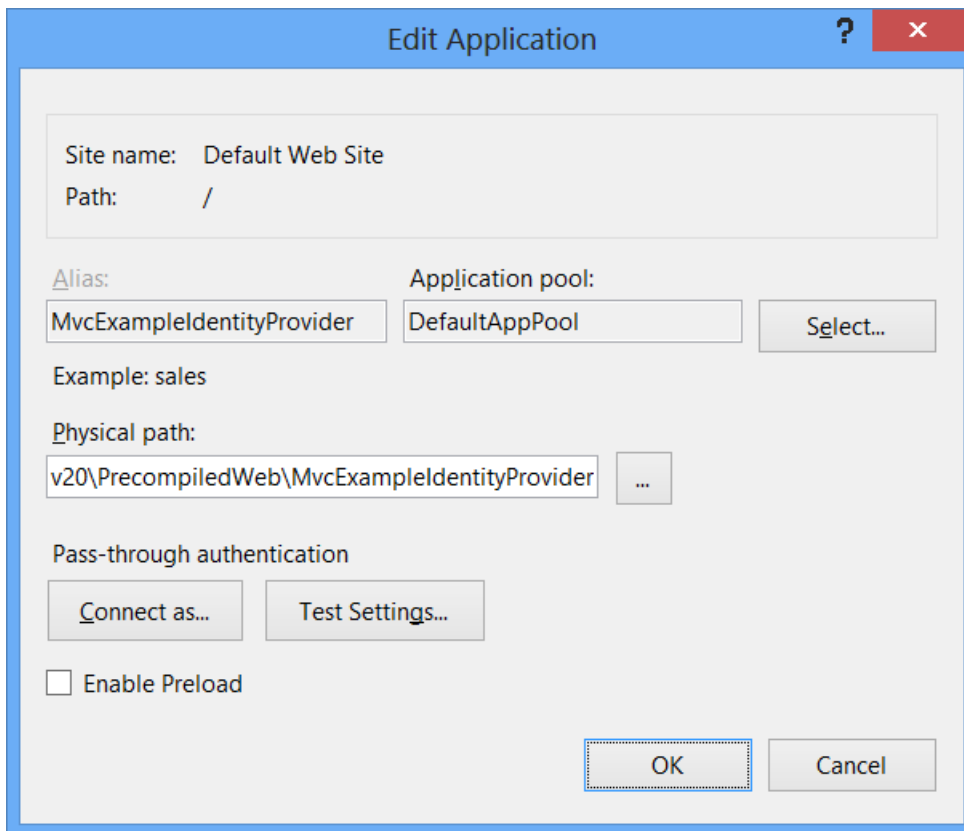 Edit Application
?
×
Site name: Default Web Site
Path: /
Alias: Application pool:
MvcExampleIdentityProvider DefaultAppPool Select...
Example: sales
Physical path:
v20\PrecompiledWeb\MvcExampleIdentityProvider ...
Pass-through authentication
Connect as... Test Settings...
Enable Preload
OK Cancel